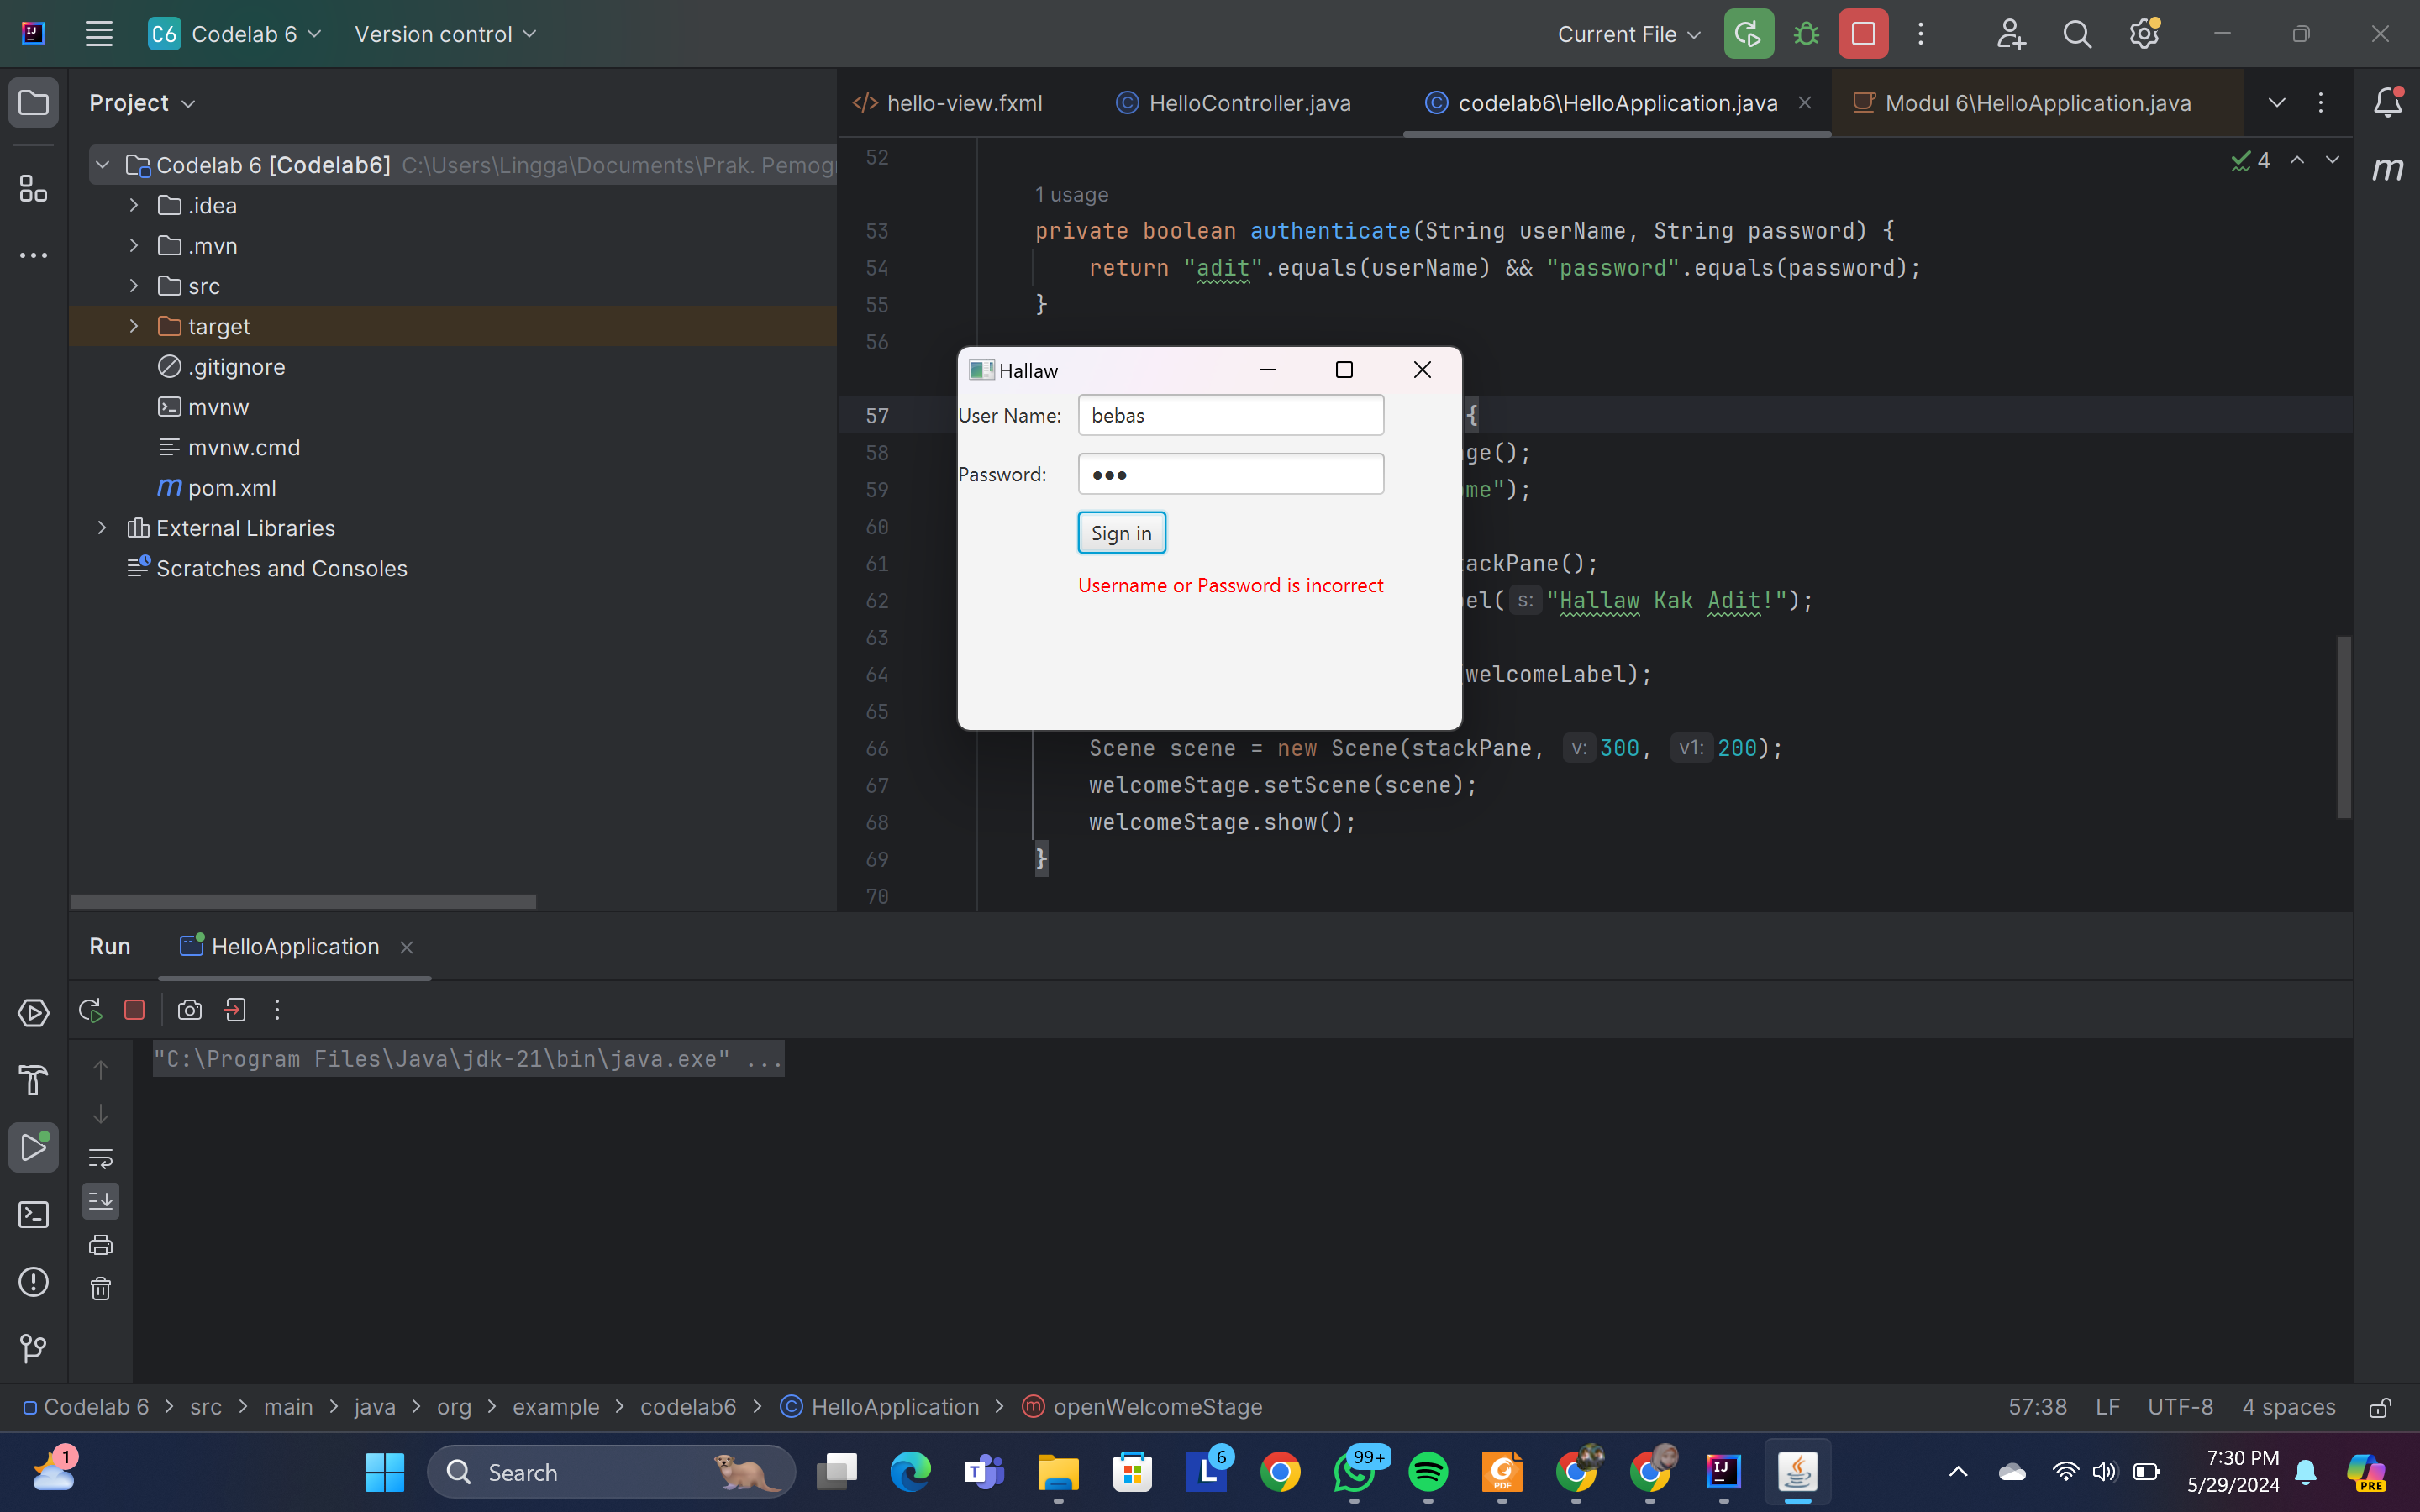 C6 Codelab 6 Version control Current File
Project
hello-view.fxml HelloController.java codelab6\HelloApplication.java Modul 6\HelloApplication.java
Codelab 6 [Codelab6] C:\Users\Lingga\Documents\Prak. Pemog
.idea
.mvn
src
target
.gitignore
mvnw
mvnw.cmd
m pom.xml
External Libraries
Scratches and Consoles
4
m
52
1 usage
53 private boolean authenticate(String userName, String password) {
54 return "adit".equals(userName) && "password".equals(password);
55 }
56
57 {
58 ge();
59 me");
60
61 tackPane();
62 el( s: "Hallaw Kak Adit!");
63
64 welcomeLabel);
65
66 Scene scene = new Scene(stackPane, v: 300, v1: 200);
67 welcomeStage.setScene(scene);
68 welcomeStage.show();
69 }
70
Hallaw
User Name: bebas
Password: ●●●
Sign in
Username or Password is incorrect
Run HelloApplication
"C:\Program Files\Java\jdk-21\bin\java.exe" ...
Codelab 6 > src > main > java > org > example > codelab6 > HelloApplication > openWelcomeStage
57:38 LF UTF-8 4 spaces
1 Search 6 99+ PDF IJ PRE
7:30 PM
5/29/2024